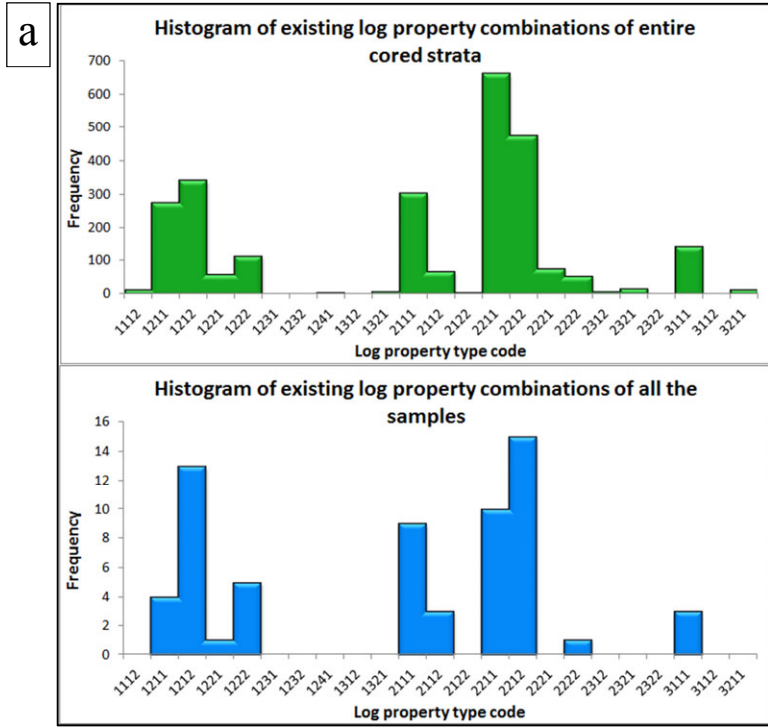 a
Histogram of existing log property combinations of entire
cored strata
700
600
500
400
300
200
100
0
Frequency
1112 1211 1212 1221 1222 1231 1232 1241 1312 1321 2111 2112 2122 2211 2212 2221 2222 2312 2321 2322 3111 3112 3211
Log property type code
Histogram of existing log property combinations of all the
samples
16
14
12
10
8
6
4
2
0
Frequency
1112 1211 1212 1221 1222 1231 1232 1241 1312 1321 2111 2112 2122 2211 2212 2221 2222 2312 2321 2322 3111 3112 3211
Log property type code